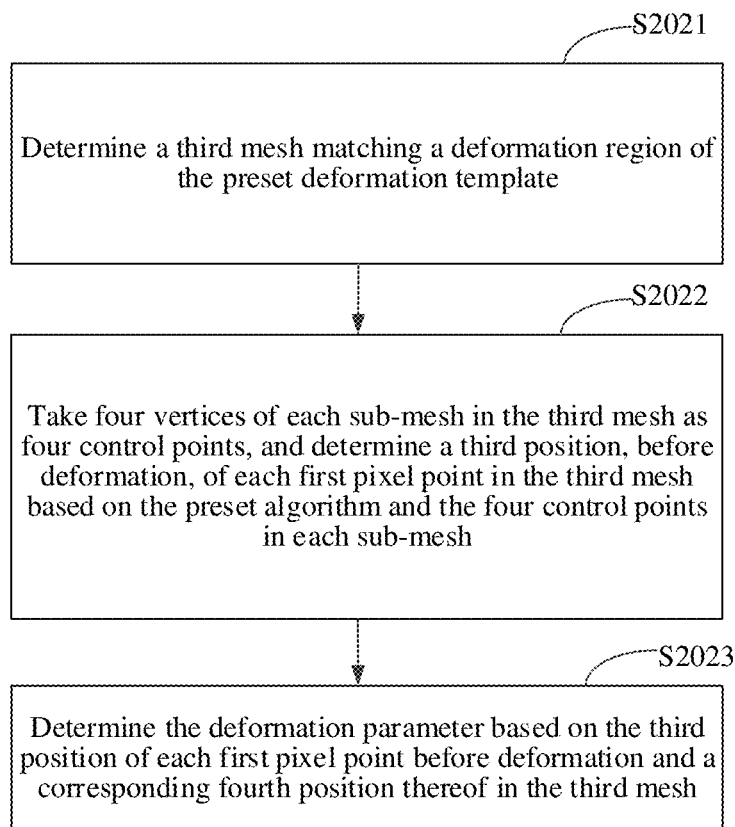 S2021
Determine a third mesh matching a deformation region of
the preset deformation template
S2022
Take four vertices of each sub-mesh in the third mesh as
four control points, and determine a third position, before
deformation, of each first pixel point in the third mesh
based on the preset algorithm and the four control points
in each sub-mesh
S2023
Determine the deformation parameter based on the third
position of each first pixel point before deformation and a
corresponding fourth position thereof in the third mesh